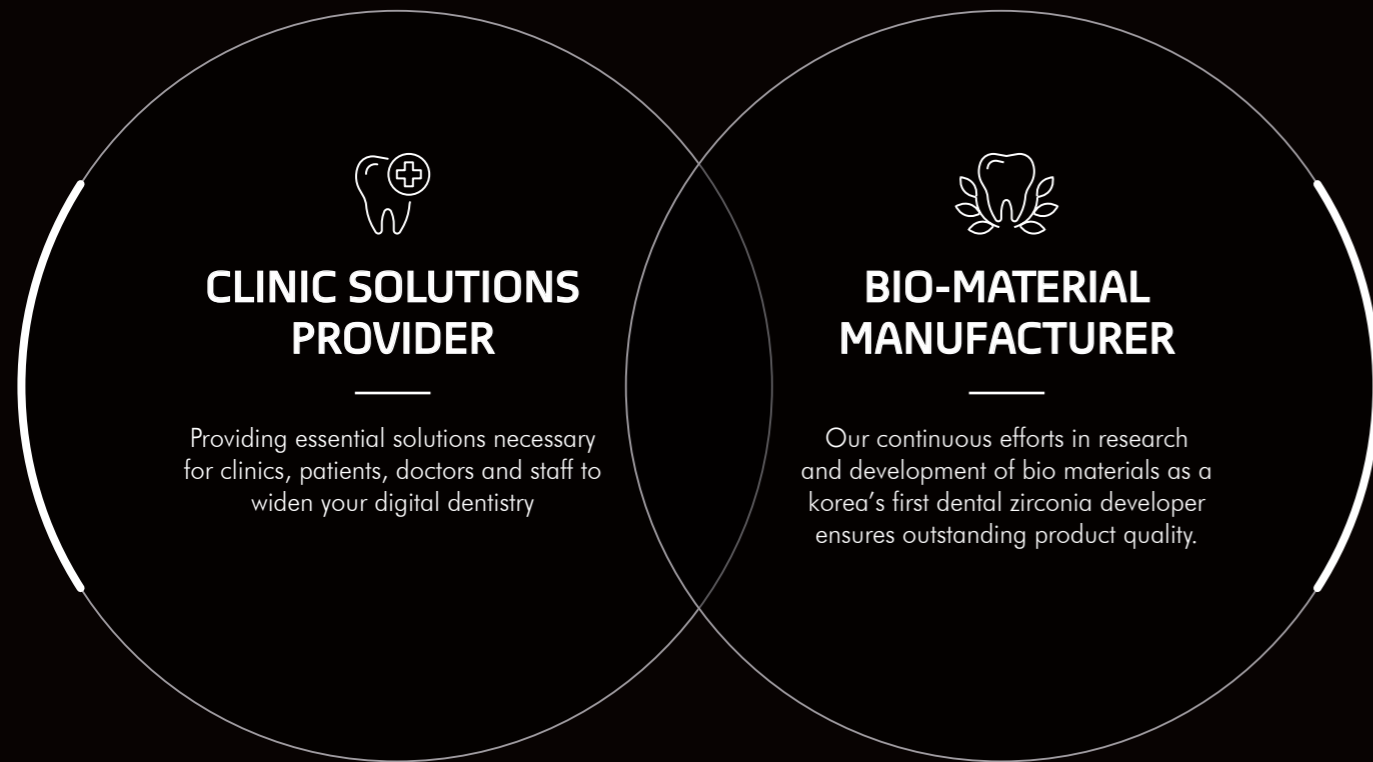 CLINIC SOLUTIONS
PROVIDER
Providing essential solutions necessary
for clinics, patients, doctors and staff to
widen your digital dentistry
BIO-MATERIAL
MANUFACTURER
Our continuous efforts in research
and development of bio materials as a
korea's first dental zirconia developer
ensures outstanding product quality.